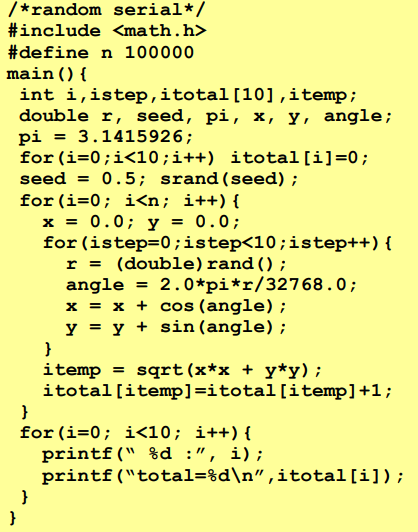 /*random serial*/
#include <math.h>
#define n 100000
main(){
int i,istep,itotal[10],itemp;
double r, seed, pi, x, y, angle;
pi = 3.1415926;
for(i=0;i<10;i++) itotal[i]=0;
seed = 0.5; srand(seed);
for(i=0; i<n; i++){
x = 0.0; y = 0.0;
for(istep=0;istep<10;istep++){
r = (double)rand();
angle = 2.0*pi*r/32768.0;
x = x + cos(angle);
y = y + sin(angle);
}
itemp = sqrt(x*x + y*y);
itotal[itemp]=itotal[itemp]+1;
}
for(i=0; i<10; i++){
printf(“ %d :”, i);
printf(“total=%d\n”,itotal[i]);
}
}